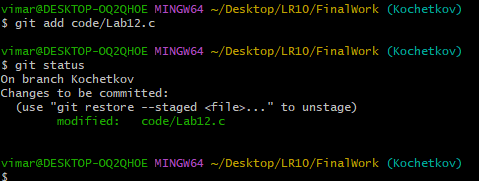 vimar@DESKTOP-OQ2QHOE MINGW64 ~/Desktop/LR10/FinalWork (Kochetkov)
$ git add code/Lab12.c
vimar@DESKTOP-OQ2QHOE MINGW64 ~/Desktop/LR10/FinalWork (Kochetkov)
$ git status
On branch Kochetkov
Changes to be committed:
  (use "git restore --staged <file>..." to unstage)
        modified:   code/Lab12.c
vimar@DESKTOP-OQ2QHOE MINGW64 ~/Desktop/LR10/FinalWork (Kochetkov)
$